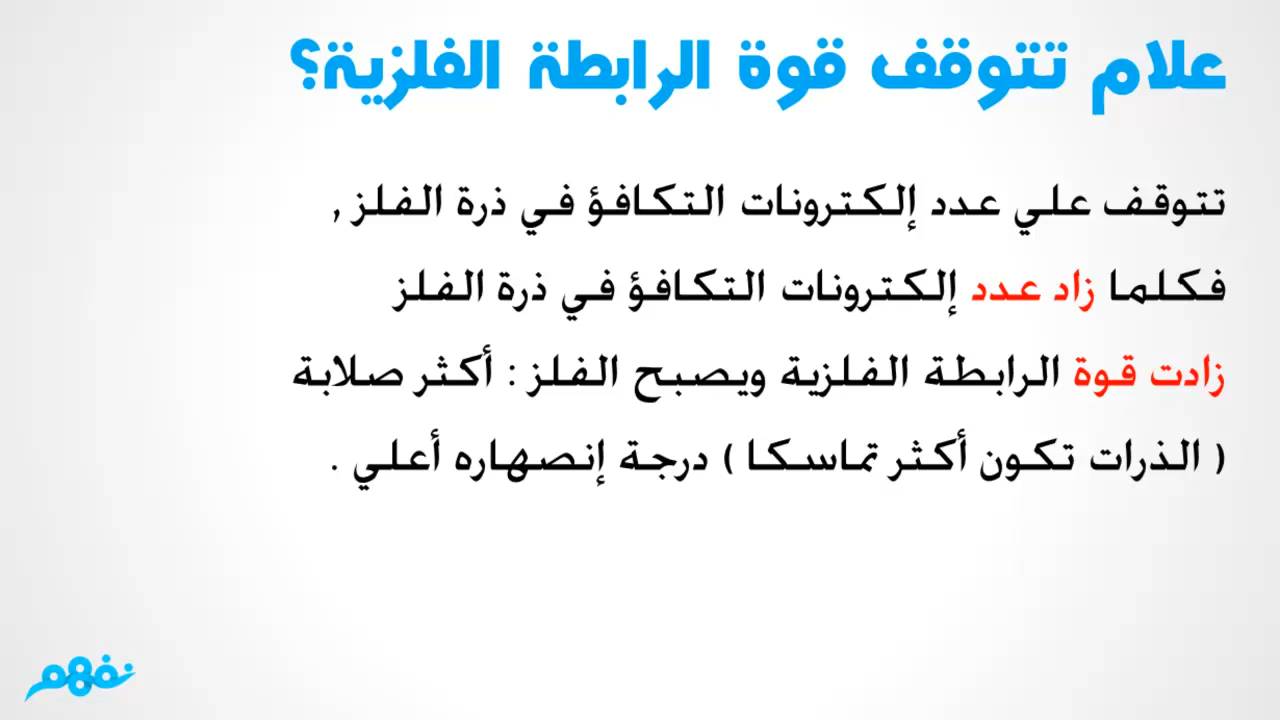 علام تتوقف قوة الرابطة الفلزية؟
تتوقف علي عدد إلكترونات التكافؤ في ذرة الفلز ,
فكلما زاد عدد إلكترونات التكافؤ في ذرة الفلز
زادت قوة الرابطة الفلزية ويصبح الفلز : أكثر صلابة
( الذرات تكون أكثر تماسكا ) درجة إنصهاره أعلي .
نفهم